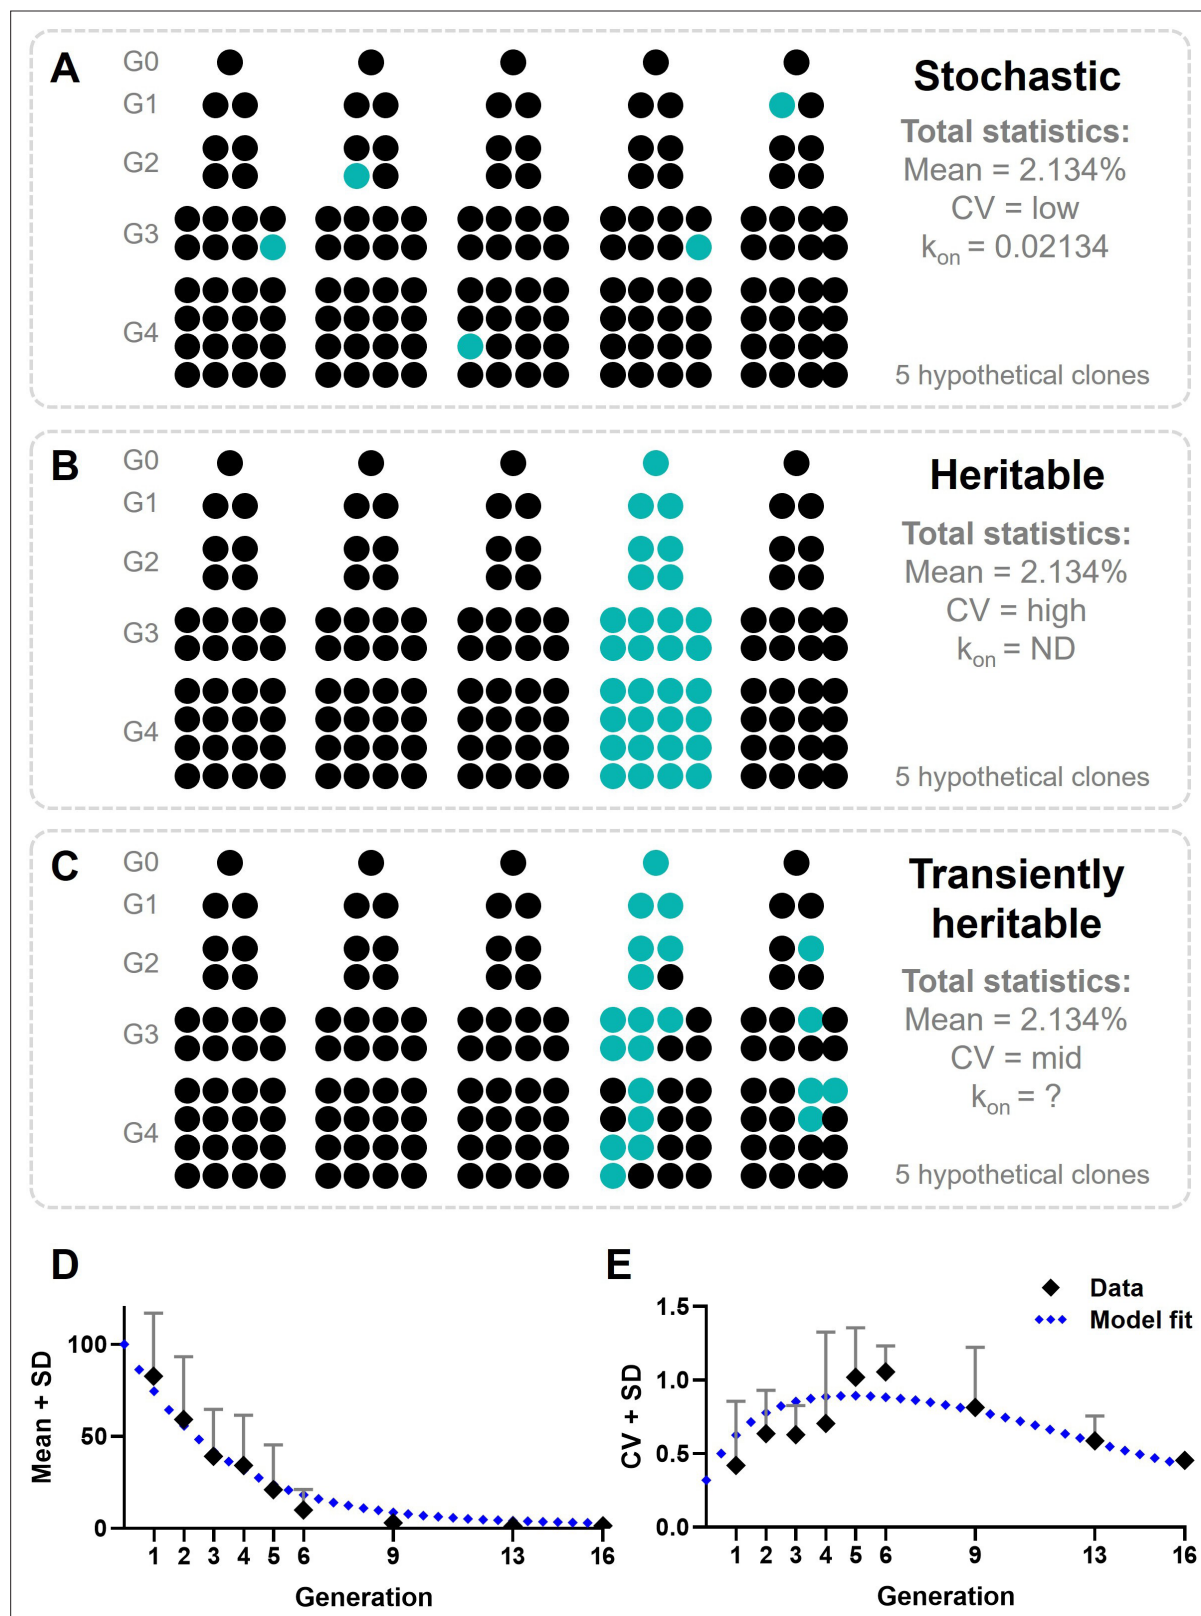 A
G0
G1
G2
G3
G4
Stochastic
Total statistics:
Mean = 2.134%
CV = low
kon = 0.02134
5 hypothetical clones
B
G0
G1
G2
G3
G4
Heritable
Total statistics:
Mean = 2.134%
CV = high
kon = ND
5 hypothetical clones
C
G0
G1
G2
G3
G4
Transiently
heritable
Total statistics:
Mean = 2.134%
CV = mid
kon = ?
5 hypothetical clones
D
Mean + SD
100
50
0
1 2 3 4 5 6 9 13 16
Generation
E
Data
Model fit
CV + SD
1.5
1.0
0.5
0.0
1 2 3 4 5 6 9 13 16
Generation